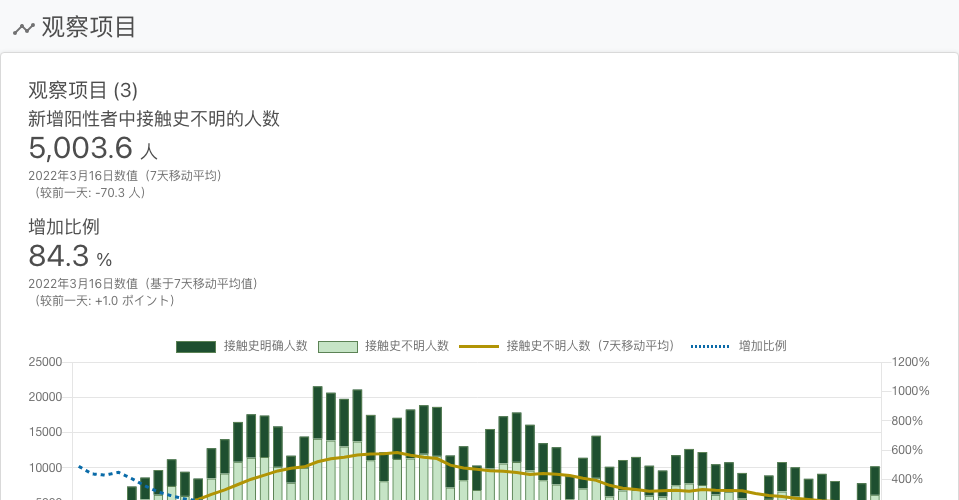 观察项目
观察项目 (3)
新增阳性者中接触史不明的人数
5,003.6 人
2022年3月16日数值（7天移动平均）
（较前一天: -70.3 人）
增加比例
84.3 %
2022年3月16日数值（基于7天移动平均值）
（较前一天: +1.0 ポイント）
接触史明确人数 接触史不明人数 接触史不明人数（7天移动平均） 增加比例
25000 1200%
20000 1000%
15000 800%
10000 600%
400%